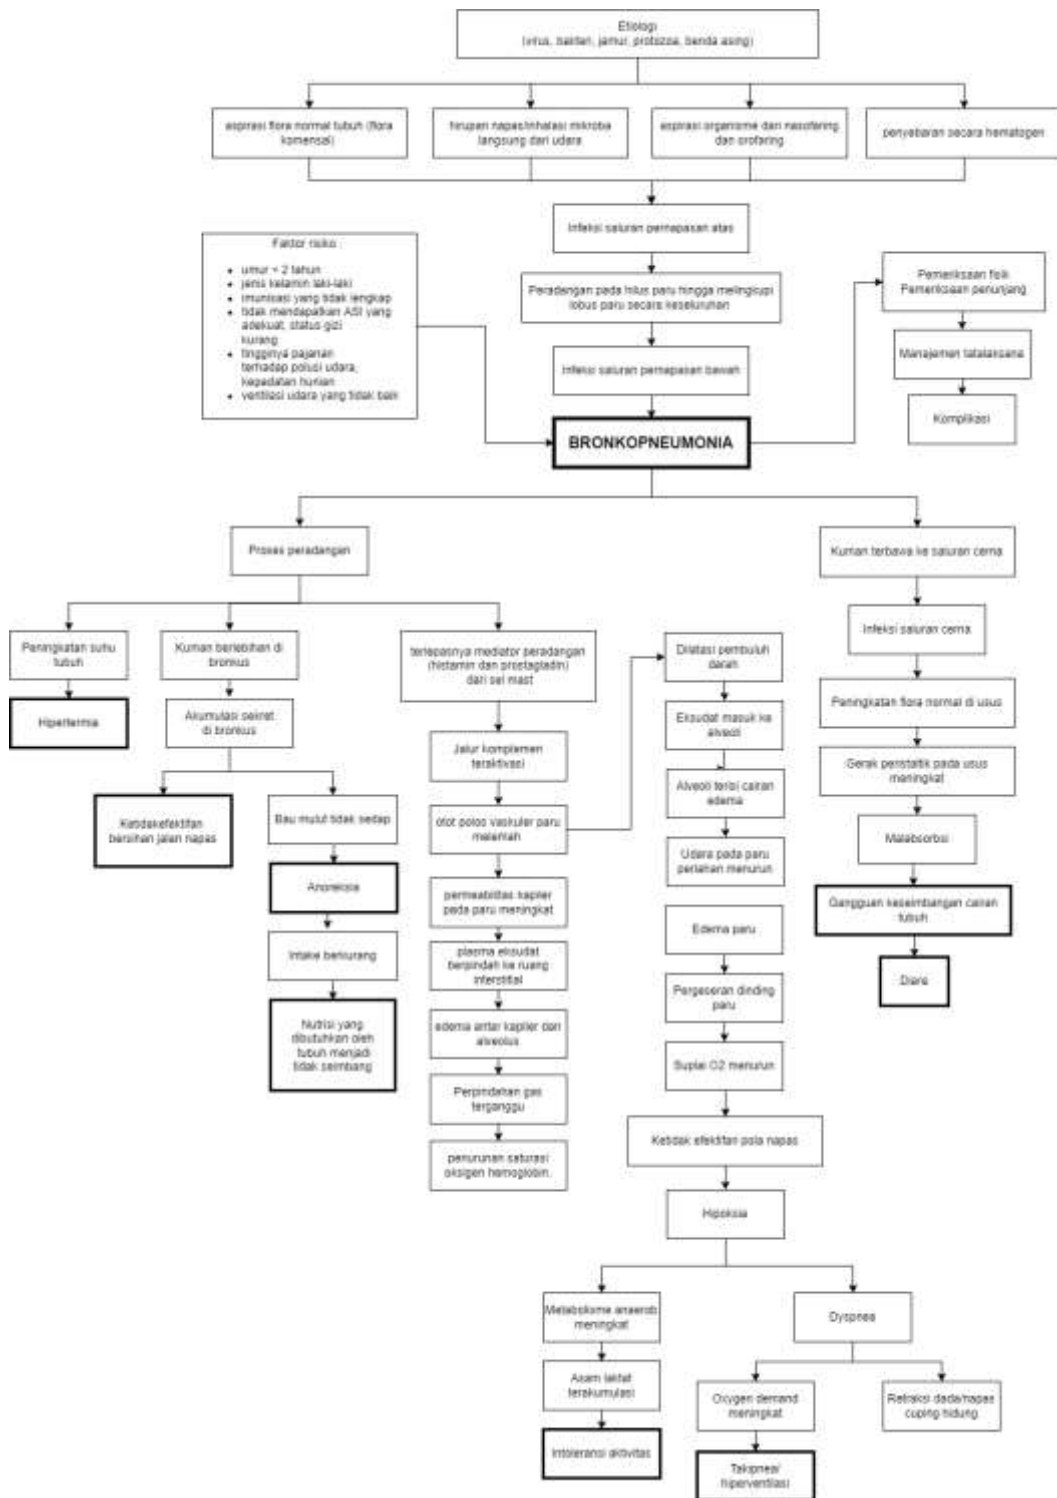 Etiologi
(virus, bakteri, jamur, protozoa, benda asing)
aspirasi flora normal tubuh (flora
komensal)
hirupan napas/inhalasi mikroba
langsung dari udara
aspirasi organisme dari nasofaring
dan orofaring
penyebaran secara hematogen
Infeksi saluran pernapasan atas
Faktor risiko :
• umur < 2 tahun
• jenis kelamin laki-laki
• imunisasi yang tidak lengkap
• tidak mendapatkan ASI yang
adekuat, status gizi
kurang
• tingginya pajanan
terhadap polusi udara,
kepadatan hunian
• ventilasi udara yang tidak baik
Peradangan pada hilus paru hingga melingkupi
lobus paru secara keseluruhan
Infeksi saluran pernapasan bawah
BRONKOPNEUMONIA
Pemeriksaan fisik
Pemeriksaan penunjang
Manajemen tatalaksana
Komplikasi
Proses peradangan
Kuman terbawa ke saluran cerna
Peningkatan suhu
tubuh
Hipertermia
Kuman berlebihan di
bronkus
Akumulasi sekret
di bronkus
Ketidakefektifan
bersihan jalan napas
Bau mulut tidak sedap
Anoreksia
Intake berkurang
Nutrisi yang
dibutuhkan oleh
tubuh menjadi
tidak seimbang
terlepasnya mediator peradangan
(histamin dan prostagladin)
dari sel mast
Jalur komplemen
teraktivasi
otot polos vaskuler paru
melemah
permeabilitas kapiler
pada paru meningkat
plasma eksudat
berpindah ke ruang
interstitial
edema antar kapiler dan
alveolus
Perpindahan gas
terganggu
penurunan saturasi
oksigen hemoglobin.
Dilatasi pembuluh
darah
Eksudat masuk ke
alveoli
Alveoli terisi cairan
edema
Udara pada paru
perlahan menurun
Edema paru
Pergeseran dinding
paru
Suplai O2 menurun
Ketidak efektifan pola napas
Hipoksia
Metabolisme anaerob
meningkat
Asam laktat
terakumulasi
Intoleransi aktivitas
Dyspnea
Oxygen demand
meningkat
Takipnea/
hiperventilasi
Retraksi dada/napas
cuping hidung
Infeksi saluran cerna
Peningkatan flora normal di usus
Gerak peristaltik pada usus
meningkat
Malabsorbsi
Gangguan keseimbangan cairan
tubuh
Diare